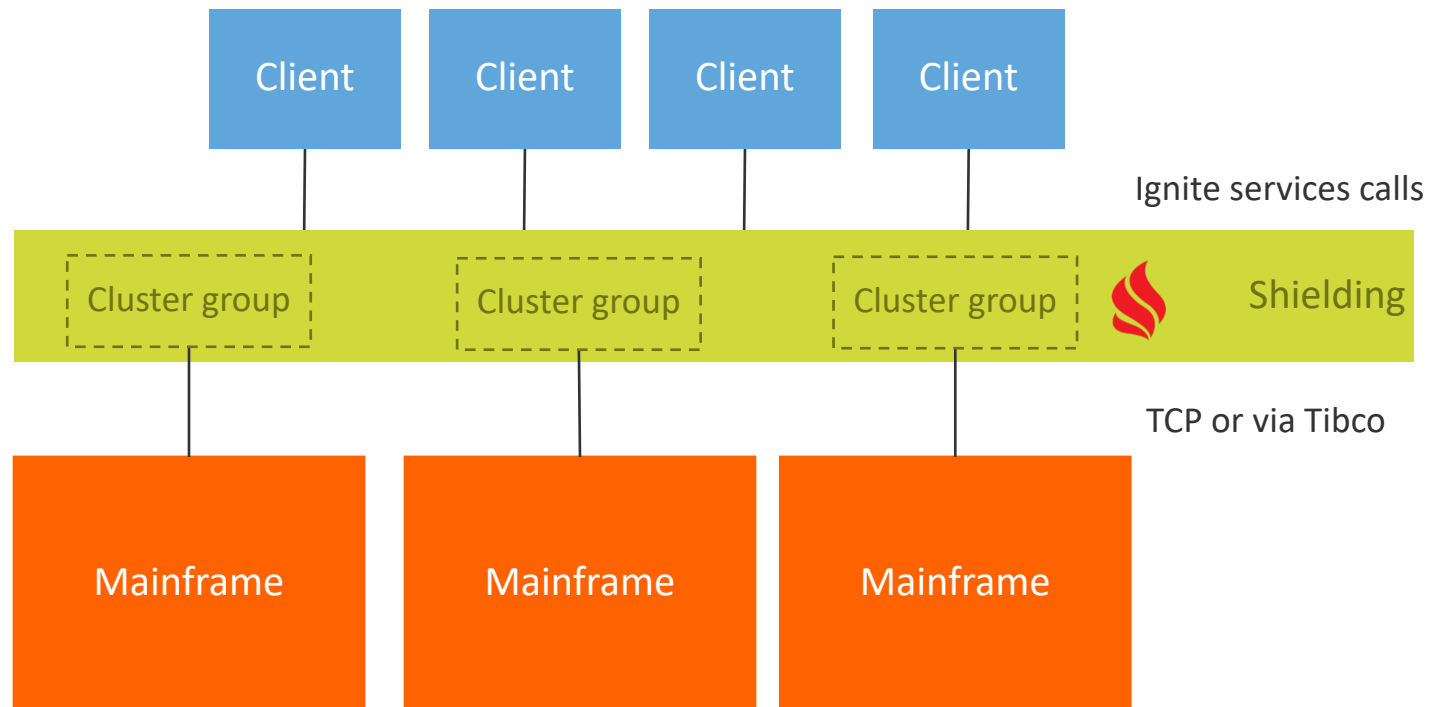 Client
Client
Client
Client
Ignite services calls
Cluster group
Cluster group
Cluster group
Shielding
TCP or via Tibco
Mainframe
Mainframe
Mainframe